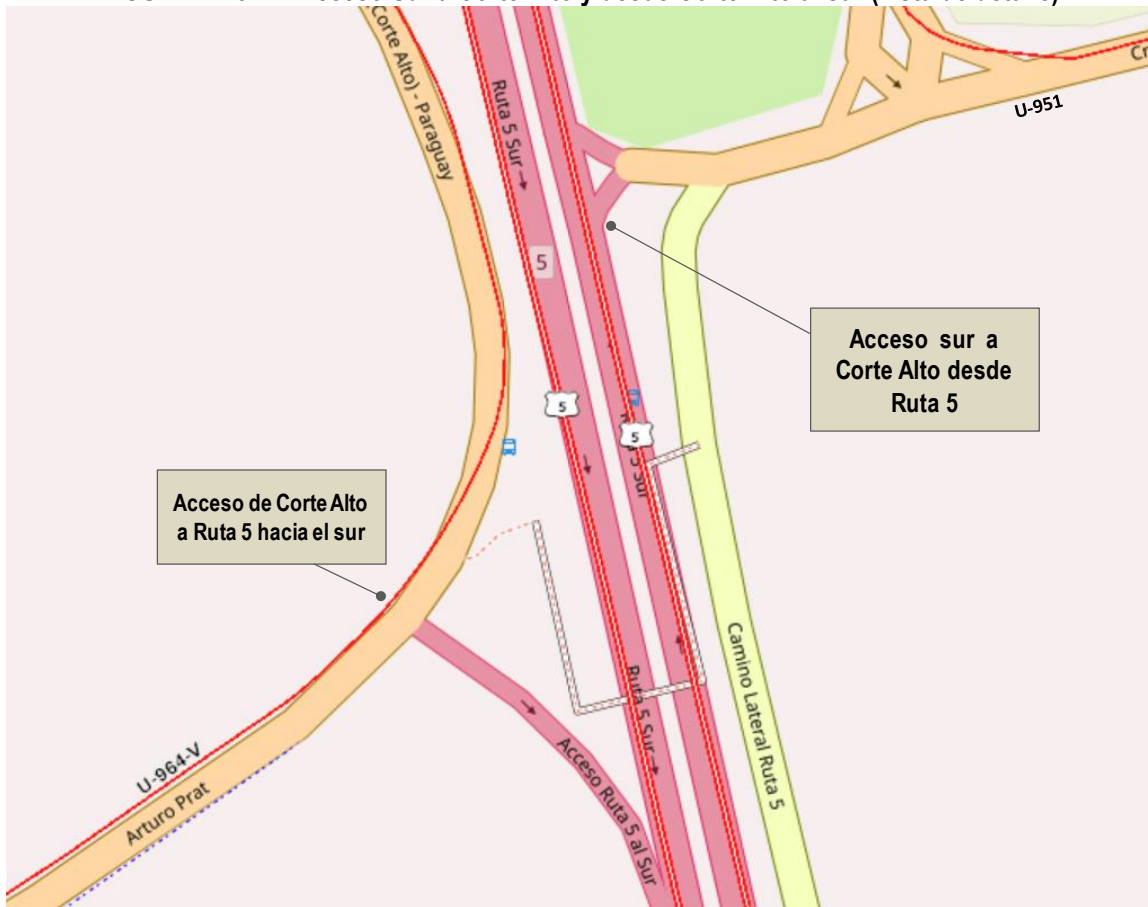 Corte Alto) - Paraguay
Ruta 5 Sur
U-951
5
Acceso sur a
Corte Alto desde
Ruta 5
5
5
5 Sur
Acceso de Corte Alto
a Ruta 5 hacia el sur
Camino Lateral Ruta 5
Ruta 5 Sur
U-964-V
Arturo Prat
Acceso Ruta 5 al Sur